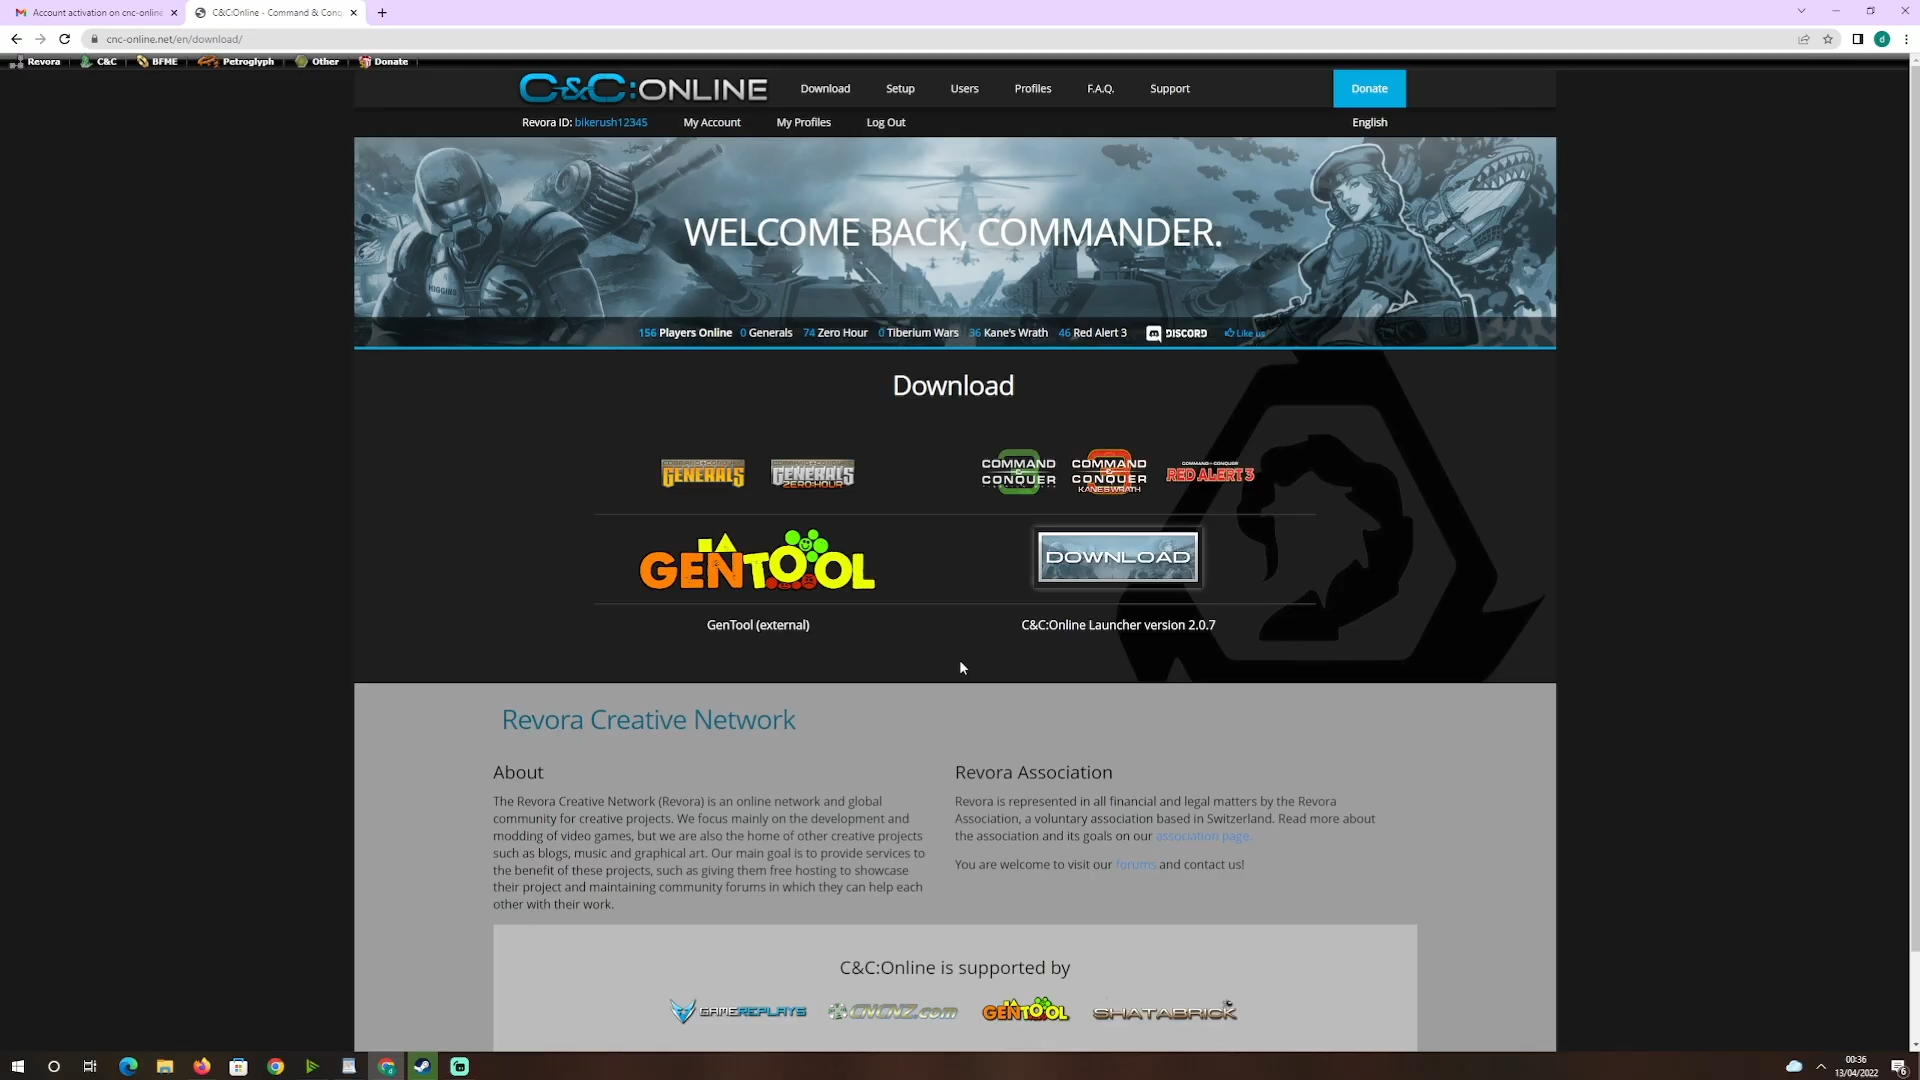 Account activation on cnc-online
C&C:Online - Command & Conq
cnc-online.net/en/download/
Revora C&C BFME Petroglyph Other Donate
C&C:ONLINE Download Setup Users Profiles F.A.Q. Support Donate
Revora ID: bikerush12345 My Account My Profiles Log Out English
HIGGINS
WELCOME BACK, COMMANDER.
156 Players Online 0 Generals 74 Zero Hour 0 Tiberium Wars 36 Kane's Wrath 46 Red Alert 3 DISCORD Like us
Download
COMMAND & CONQUER GENERALS
COMMAND & CONQUER GENERALS ZERO:HOUR
COMMAND & CONQUER
COMMAND & CONQUER KANE'S WRATH
COMMAND & CONQUER RED ALERT 3
GENTOOL
DOWNLOAD
GenTool (external) C&C:Online Launcher version 2.0.7
Revora Creative Network
About
The Revora Creative Network (Revora) is an online network and global
community for creative projects. We focus mainly on the development and
modding of video games, but we are also the home of other creative projects
such as blogs, music and graphical art. Our main goal is to provide services to
the benefit of these projects, such as giving them free hosting to showcase
their project and maintaining community forums in which they can help each
other with their work.
Revora Association
Revora is represented in all financial and legal matters by the Revora
Association, a voluntary association based in Switzerland. Read more about
the association and its goals on our association page.
You are welcome to visit our forums and contact us!
C&C:Online is supported by
GAMEREPLAYS CNCNZ.com GENTOOL SHATABRICK
00:36
13/04/2022
6